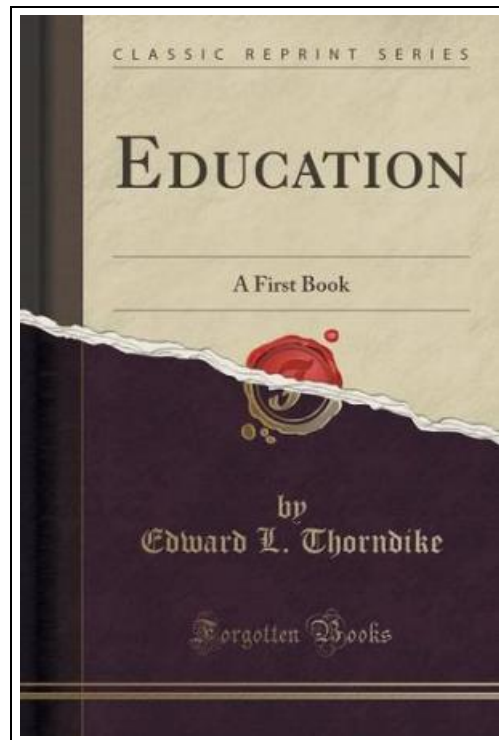 CLASSIC REPRINT SERIES
EDUCATION
A First Book
by
Edward L. Thorndike
Forgotten Books